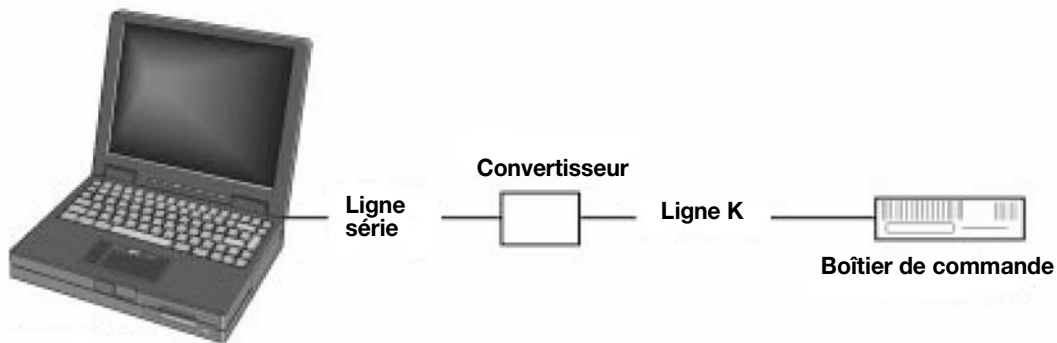 Convertisseur
Ligne
série
Ligne K
Boîtier de commande